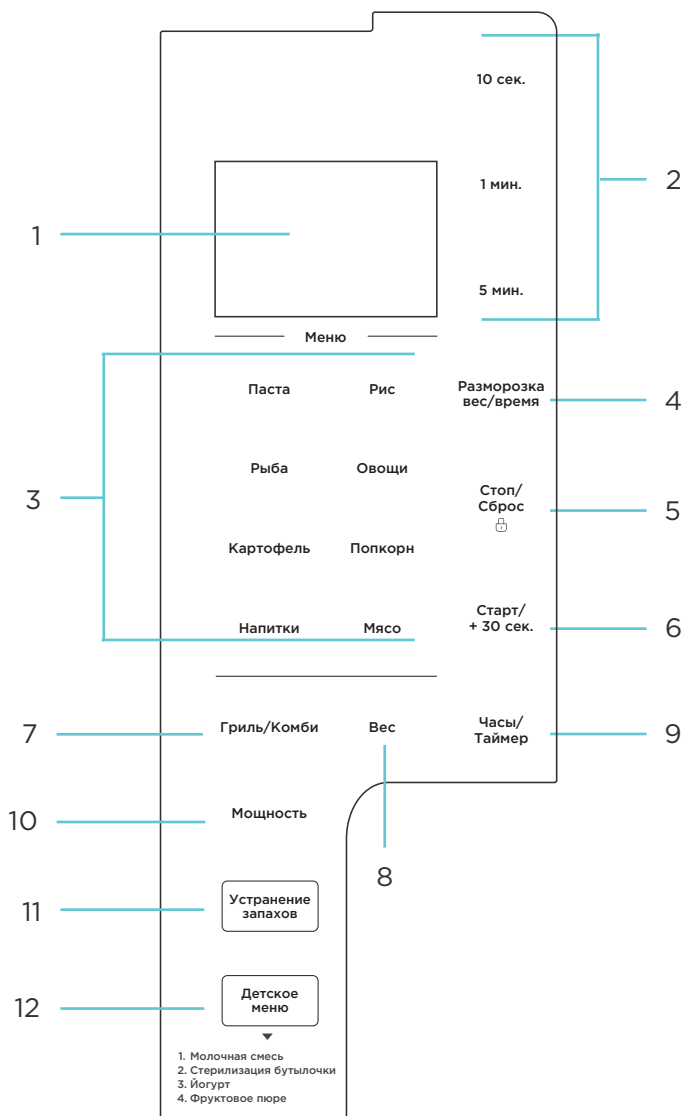 10 сек.
1 мин.
2
1
5 мин.
Меню
Паста
Рис
Разморозка
вес/время
4
Рыба
Овощи
3
Стоп/
Сброс
5
Картофель
Попкорн
Напитки
Мясо
Старт/
+ 30 сек.
6
7
Гриль/Комби
Вес
Часы/
Таймер
9
10
Мощность
8
11
Устранение
запахов
12
Детское
меню
1. Молочная смесь
2. Стерилизация бутылочки
3. Йогурт
4. Фруктовое пюре